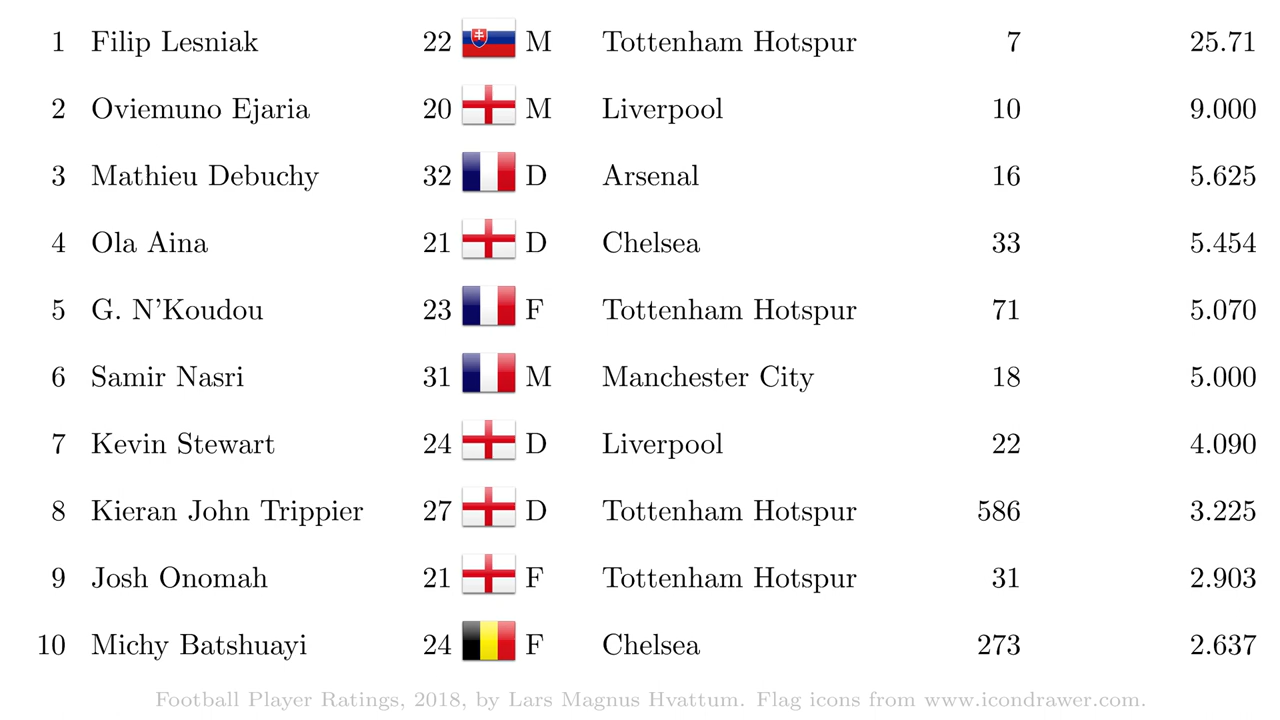 1 Filip Lesniak 22 M Tottenham Hotspur 7 25.71
2 Oviemuno Ejaria 20 M Liverpool 10 9.000
3 Mathieu Debuchy 32 D Arsenal 16 5.625
4 Ola Aina 21 D Chelsea 33 5.454
5 G. N'Koudou 23 F Tottenham Hotspur 71 5.070
6 Samir Nasri 31 M Manchester City 18 5.000
7 Kevin Stewart 24 D Liverpool 22 4.090
8 Kieran John Trippier 27 D Tottenham Hotspur 586 3.225
9 Josh Onomah 21 F Tottenham Hotspur 31 2.903
10 Michy Batshuayi 24 F Chelsea 273 2.637
Football Player Ratings, 2018, by Lars Magnus Hvattum. Flag icons from www.icondrawer.com.